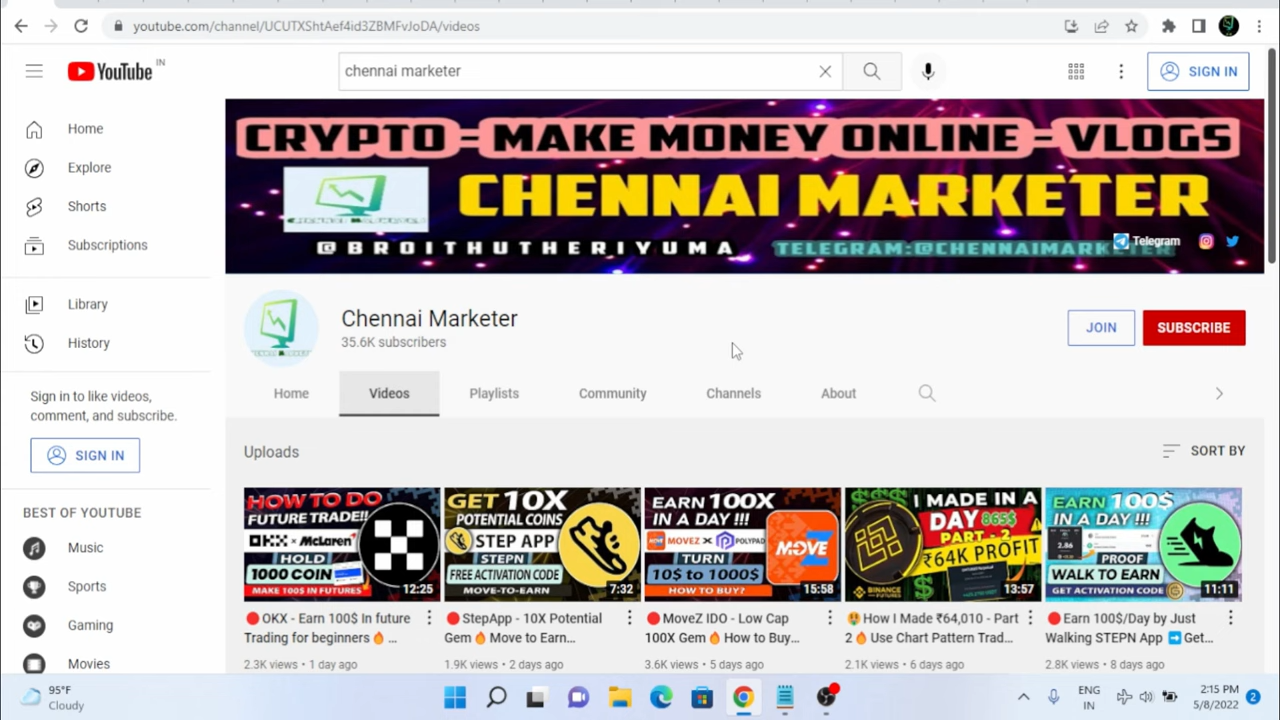 youtube.com/channel/UCUTXShtAef4id3ZBMFvJoDA/videos
YouTube IN
chennai marketer
SIGN IN
Home
Explore
Shorts
Subscriptions
Library
History
Sign in to like videos,
comment, and subscribe.
SIGN IN
BEST OF YOUTUBE
Music
Sports
Gaming
Movies
CRYPTO - MAKE MONEY ONLINE - VLOGS
CHENNAI MARKETER
CHENNAI MARKETER
@BROITHUTHERIYUMA TELEGRAM:@CHENNAIMARKETER
Telegram
Chennai Marketer
35.6K subscribers
JOIN
SUBSCRIBE
Home Videos Playlists Community Channels About
Uploads
SORT BY
HOW TO DO
FUTURE TRADE!!
OKX × McLaren
HOLD
1000 COIN
MAKE 100$ IN FUTURES
12:25
OKX - Earn 100$ In future
Trading for beginners 🔥 ...
2.3K views • 1 day ago
GET 10X
POTENTIAL COINS
STEP APP
STEPN
FREE ACTIVATION CODE
MOVE-TO-EARN
7:32
StepApp - 10X Potential
Gem 🔥 Move to Earn...
1.9K views • 2 days ago
EARN 100X
IN A DAY !!!
MOVEZ X POLYPAD
TURN
10$ to 1000$
HOW TO BUY?
MOVE
15:58
MoveZ IDO - Low Cap
100X Gem 🔥 How to Buy...
3.6K views • 5 days ago
I MADE IN A
DAY 865$
PART - 2
₹64K PROFIT
BINANCE
FUTURES
13:57
How I Made ₹64,010 - Part
2 🔥 Use Chart Pattern Trad...
2.1K views • 6 days ago
EARN 100$
IN A DAY !!!
2.86
PROOF
WALK TO EARN
GET ACTIVATION CODE
11:11
Earn 100$/Day by Just
Walking STEPN App ➡ Get...
2.8K views • 8 days ago
95°F
Cloudy
ENG
IN
2:15 PM
5/8/2022
2